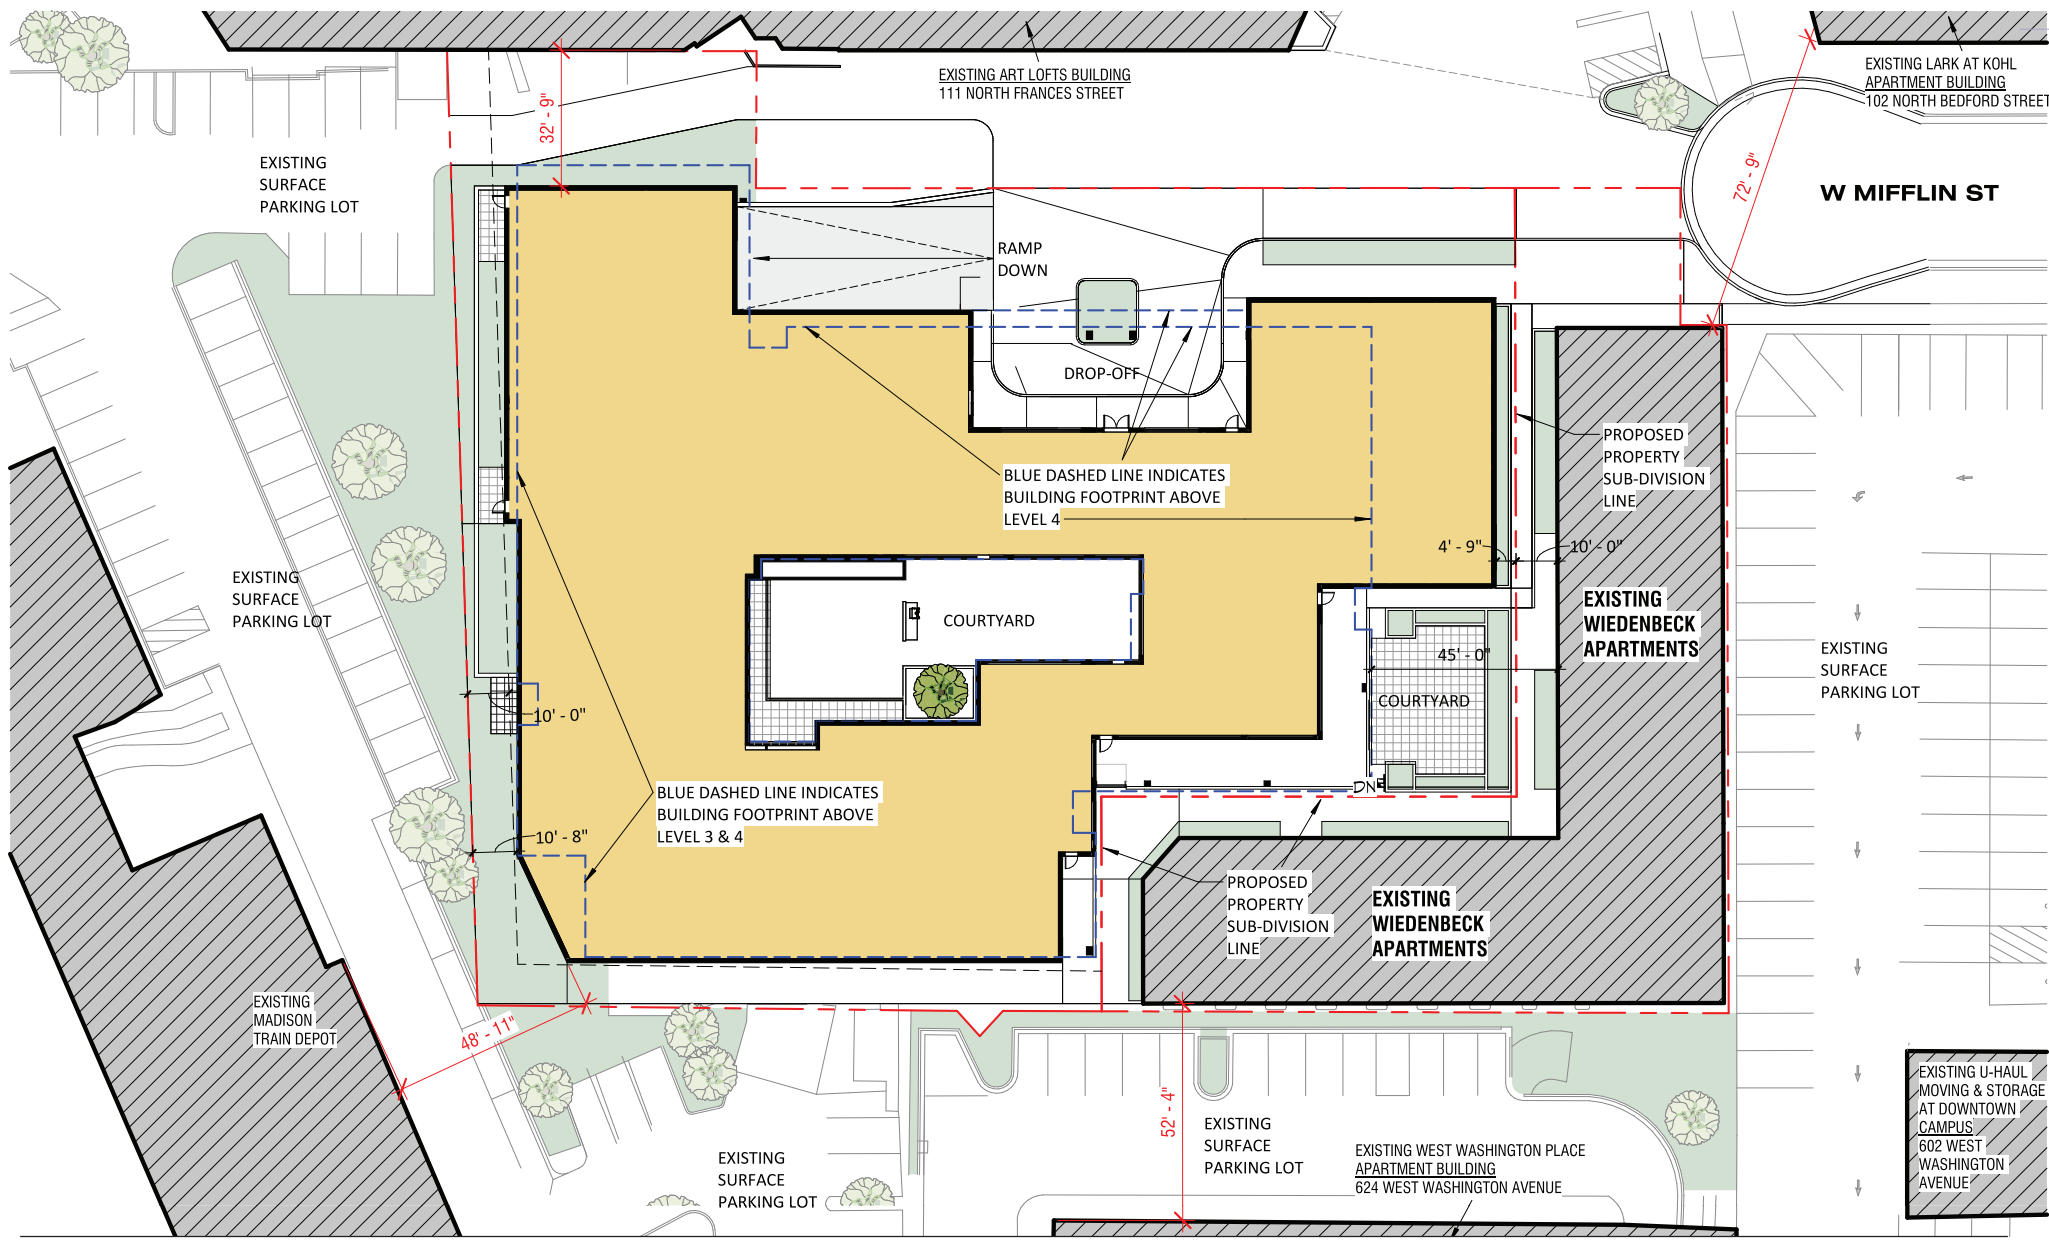 EXISTING ART LOFTS BUILDING
111 NORTH FRANCES STREET
EXISTING LARK AT KOHL
APARTMENT BUILDING
102 NORTH BEDFORD STREET
32' - 9"
72' - 9"
EXISTING
SURFACE
PARKING LOT
W MIFFLIN ST
RAMP
DOWN
DROP-OFF
BLUE DASHED LINE INDICATES
BUILDING FOOTPRINT ABOVE
LEVEL 4
PROPOSED
PROPERTY
SUB-DIVISION
LINE
4' - 9"
10' - 0"
EXISTING
SURFACE
PARKING LOT
COURTYARD
EXISTING
WIEDENBECK
APARTMENTS
45' - 0"
COURTYARD
EXISTING
SURFACE
PARKING LOT
10' - 0"
DN
BLUE DASHED LINE INDICATES
BUILDING FOOTPRINT ABOVE
LEVEL 3 & 4
10' - 8"
PROPOSED
PROPERTY
SUB-DIVISION
LINE
EXISTING
WIEDENBECK
APARTMENTS
EXISTING
MADISON
TRAIN DEPOT
48' - 11"
52' - 4"
EXISTING
SURFACE
PARKING LOT
EXISTING
SURFACE
PARKING LOT
EXISTING WEST WASHINGTON PLACE
APARTMENT BUILDING
624 WEST WASHINGTON AVENUE
EXISTING U-HAUL
MOVING & STORAGE
AT DOWNTOWN
CAMPUS
602 WEST
WASHINGTON
AVENUE